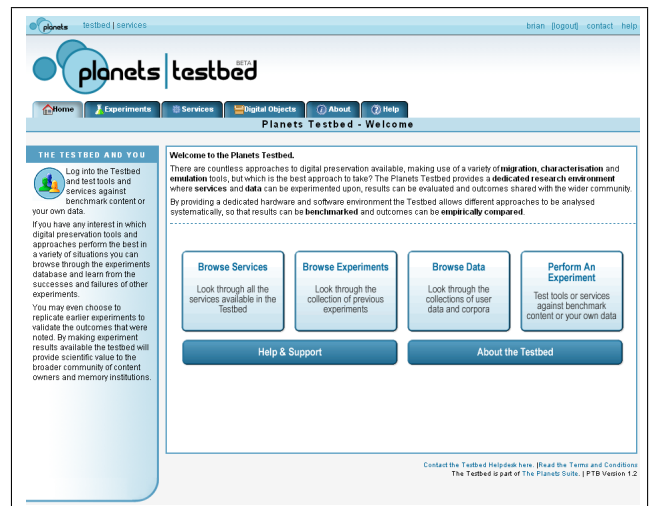 planets testbed | services brian [logout] contact help
planets testbed BETA
Home Experiments Services Digital Objects About Help
Planets Testbed - Welcome
THE TESTBED AND YOU
Log into the Testbed
and test tools and
services against
benchmark content or
your own data.
If you have any interest in which
digital preservation tools and
approaches perform the best in
a variety of situations you can
browse through the experiments
database and learn from the
successes and failures of other
experiments.
You may even choose to
replicate earlier experiments to
validate the outcomes that were
noted. By making experiment
results available the testbed will
provide scientific value to the
broader community of content
owners and memory institutions.
Welcome to the Planets Testbed.
There are countless approaches to digital preservation available, making use of a variety of migration, characterisation and
emulation tools, but which is the best approach to take? The Planets Testbed provides a dedicated research environment
where services and data can be experimented upon, results can be evaluated and outcomes shared with the wider community.
By providing a dedicated hardware and software environment the Testbed allows different approaches to be analysed
systematically, so that results can be benchmarked and outcomes can be empirically compared.
Browse Services
Look through all the
services available in the
Testbed
Browse Experiments
Look through the
collection of previous
experiments
Browse Data
Look through the
collections of user
data and corpora
Perform An
Experiment
Test tools or services
against benchmark
content or your own data
Help & Support
About the Testbed
Contact the Testbed Helpdesk here. |Read the Terms and Conditions
The Testbed is part of The Planets Suite. | PTB Version 1.2